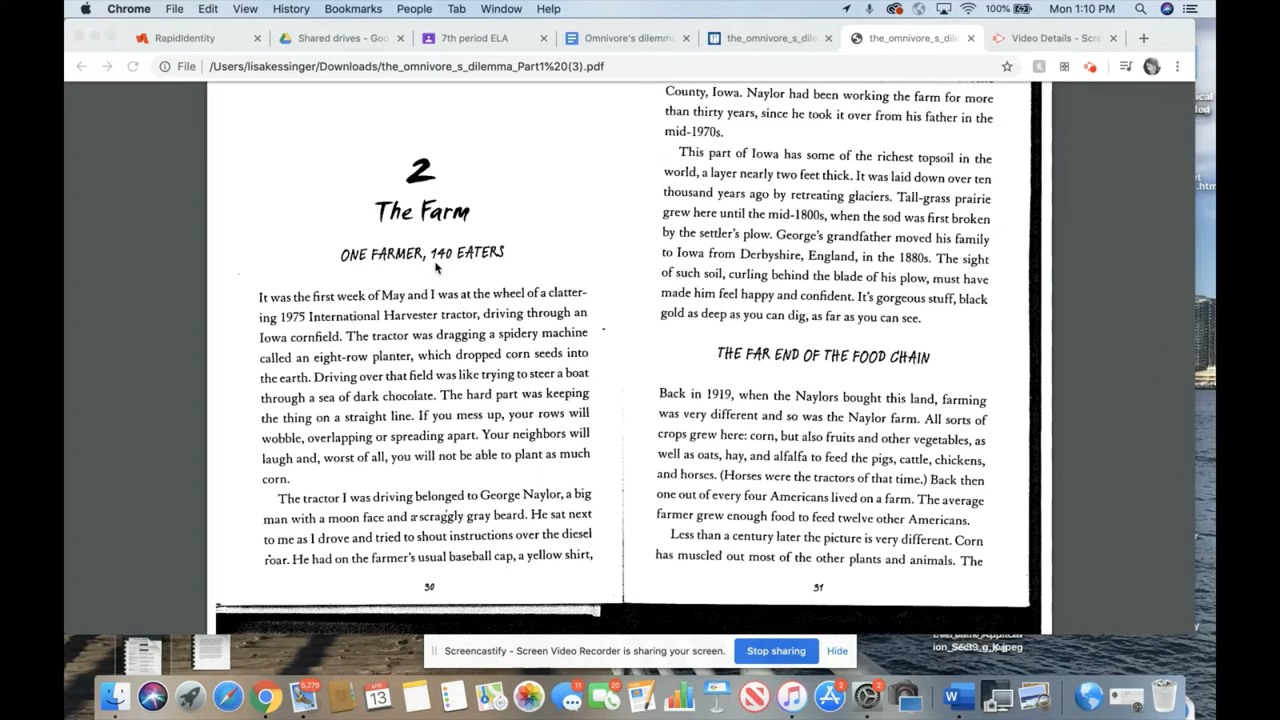 Chrome File Edit View History Bookmarks People Tab Window Help 100% Mon 1:10 PM
RapidIdentity Shared drives - Goo 7th period ELA Omnivore's dilemma the_omnivore_s_dile the_omnivore_s_dile Video Details - Scre
File /Users/lisakessinger/Downloads/the_omnivore_s_dilemma_Part1%20(3).pdf
2
The Farm
ONE FARMER, 140 EATERS
It was the first week of May and I was at the wheel of a clatter-
ing 1975 International Harvester tractor, driving through an
Iowa cornfield. The tractor was dragging a spidery machine
called an eight-row planter, which dropped corn seeds into
the earth. Driving over that field was like trying to steer a boat
through a sea of dark chocolate. The hard part was keeping
the thing on a straight line. If you mess up, your rows will
wobble, overlapping or spreading apart. Your neighbors will
laugh and, worst of all, you will not be able to plant as much
corn.
The tractor I was driving belonged to George Naylor, a big
man with a moon face and a scraggly gray beard. He sat next
to me as I drove and tried to shout instructions over the diesel
roar. He had on the farmer's usual baseball cap, a yellow shirt,
30
County, Iowa. Naylor had been working the farm for more
than thirty years, since he took it over from his father in the
mid-1970s.
This part of Iowa has some of the richest topsoil in the
world, a layer nearly two feet thick. It was laid down over ten
thousand years ago by retreating glaciers. Tall-grass prairie
grew here until the mid-1800s, when the sod was first broken
by the settler's plow. George's grandfather moved his family
to Iowa from Derbyshire, England, in the 1880s. The sight
of such soil, curling behind the blade of his plow, must have
made him feel happy and confident. It's gorgeous stuff, black
gold as deep as you can dig, as far as you can see.
THE FAR END OF THE FOOD CHAIN
Back in 1919, when the Naylors bought this land, farming
was very different and so was the Naylor farm. All sorts of
crops grew here: corn, but also fruits and other vegetables, as
well as oats, hay, and alfalfa to feed the pigs, cattle, chickens,
and horses. (Horses were the tractors of that time.) Back then
one out of every four Americans lived on a farm. The average
farmer grew enough food to feed twelve other Americans.
Less than a century later the picture is very different. Corn
has muscled out most of the other plants and animals. The
31
Screencastify - Screen Video Recorder is sharing your screen. Stop sharing Hide
ion_S639.g_k.jpeg
5,279 APR 13 11 20 2 2